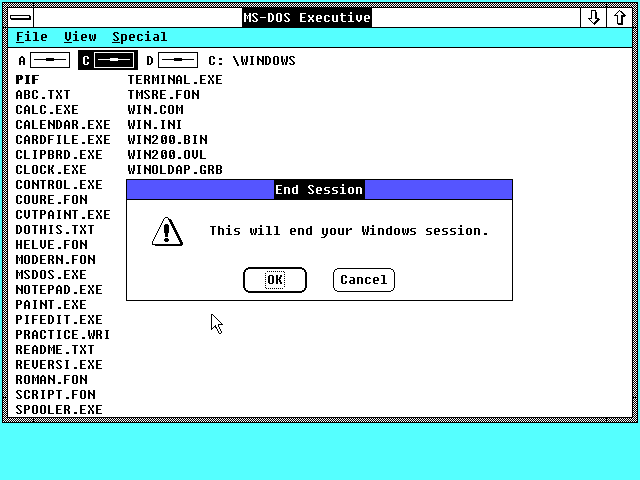 MS-DOS Executive
File View Special
A C D C: \WINDOWS
PIF TERMINAL.EXE
ABC.TXT TMSRE.FON
CALC.EXE WIN.COM
CALENDAR.EXE WIN.INI
CARDFILE.EXE WIN200.BIN
CLIPBRD.EXE WIN200.OVL
CLOCK.EXE WINOLDAP.GRB
CONTROL.EXE
COURE.FON
CVTPAINT.EXE
DOTHIS.TXT
HELVE.FON
MODERN.FON
MSDOS.EXE
NOTEPAD.EXE
PAINT.EXE
PIFEDIT.EXE
PRACTICE.WRI
README.TXT
REVERSI.EXE
ROMAN.FON
SCRIPT.FON
SPOOLER.EXE
End Session
This will end your Windows session.
OK Cancel